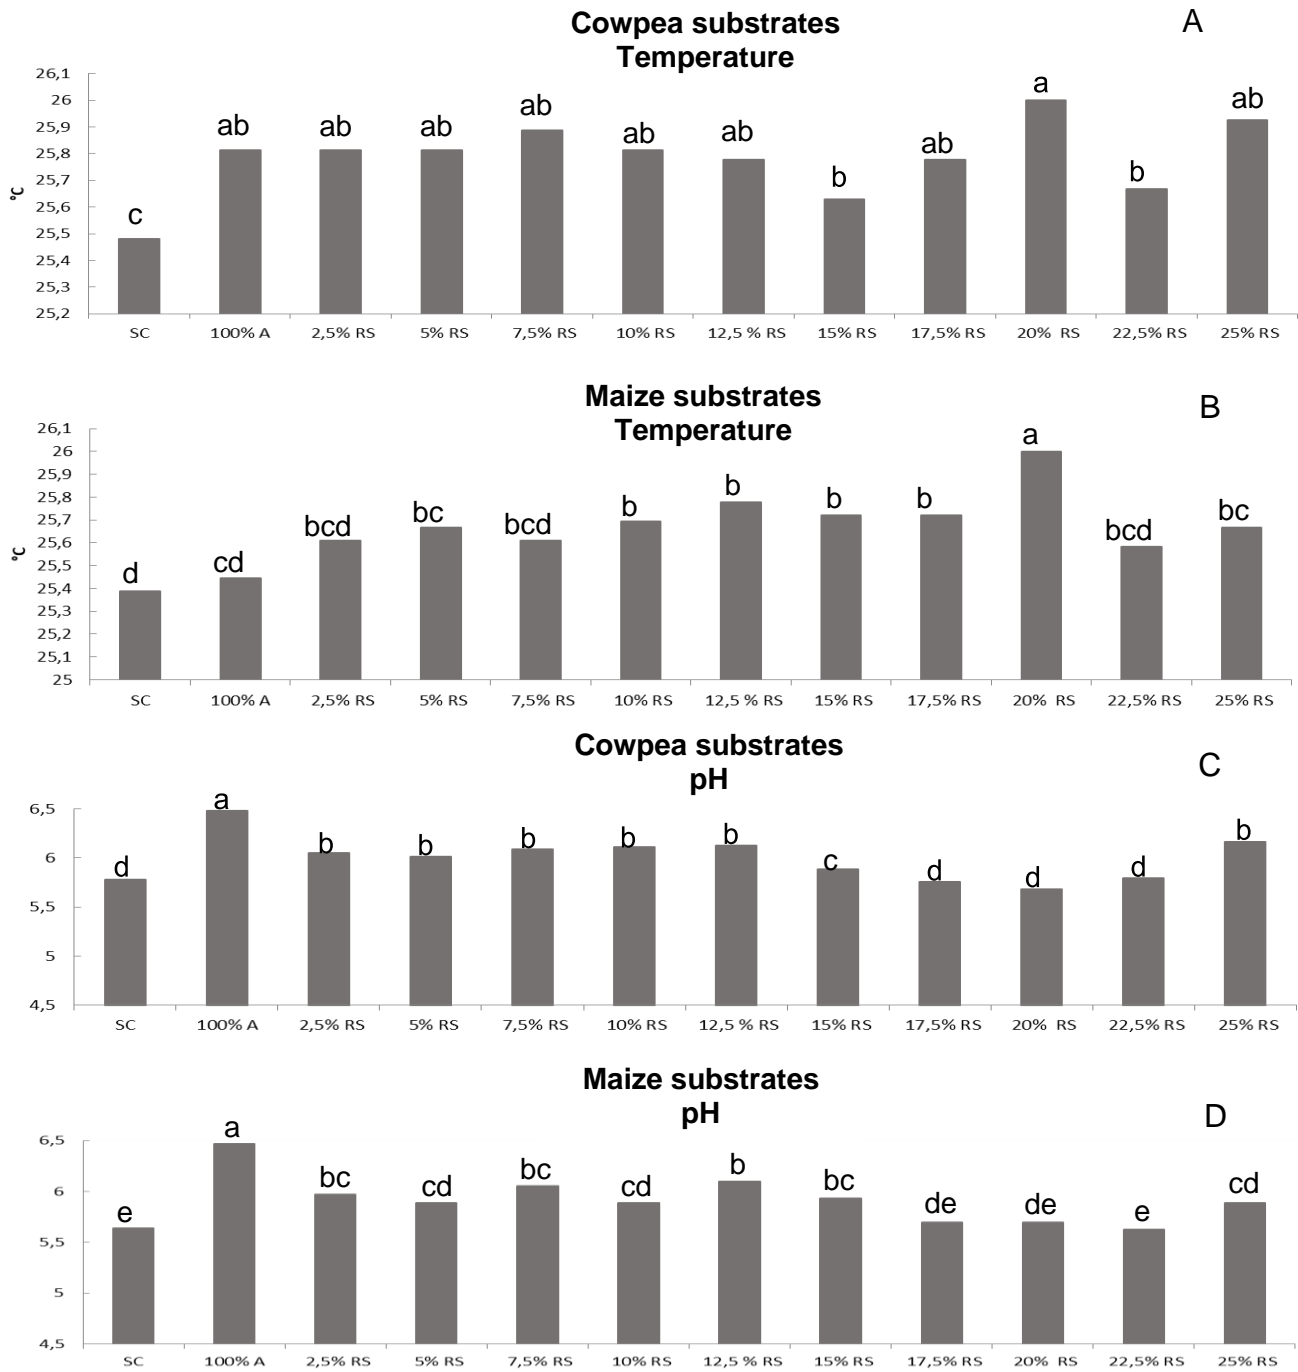 Cowpea substrates
Temperature
A
26,1
26
25,9
25,8
25,7
25,6
25,5
25,4
25,3
25,2
°C
c ab ab ab ab ab ab b ab a b ab
SC 100% A 2,5% RS 5% RS 7,5% RS 10% RS 12,5 % RS 15% RS 17,5% RS 20% RS 22,5% RS 25% RS
Maize substrates
Temperature
B
26,1
26
25,9
25,8
25,7
25,6
25,5
25,4
25,3
25,2
25,1
25
°C
d cd bcd bc bcd b b b b a bcd bc
SC 100% A 2,5% RS 5% RS 7,5% RS 10% RS 12,5 % RS 15% RS 17,5% RS 20% RS 22,5% RS 25% RS
Cowpea substrates
pH
C
6,5
6
5,5
5
4,5
d a b b b b b c d d d b
SC 100% A 2,5% RS 5% RS 7,5% RS 10% RS 12,5 % RS 15% RS 17,5% RS 20% RS 22,5% RS 25% RS
Maize substrates
pH
D
6,5
6
5,5
5
4,5
e a bc cd bc cd b bc de de e cd
SC 100% A 2,5% RS 5% RS 7,5% RS 10% RS 12,5 % RS 15% RS 17,5% RS 20% RS 22,5% RS 25% RS